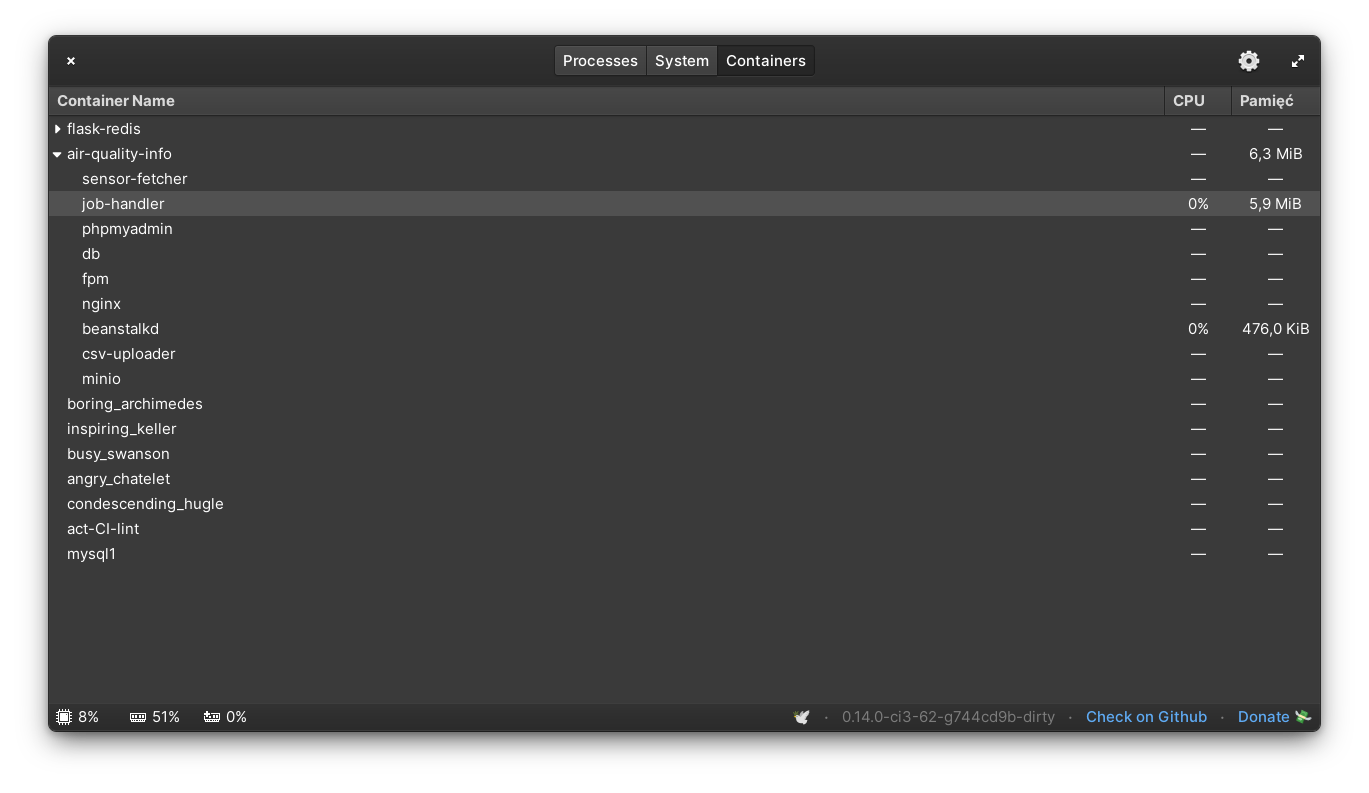 × Processes System Containers
Container Name CPU Pamięć
flask-redis — —
air-quality-info — 6,3 MiB
sensor-fetcher — —
job-handler 0% 5,9 MiB
phpmyadmin — —
db — —
fpm — —
nginx — —
beanstalkd 0% 476,0 KiB
csv-uploader — —
minio — —
boring_archimedes — —
inspiring_keller — —
busy_swanson — —
angry_chatelet — —
condescending_hugle — —
act-CI-lint — —
mysql1 — —
8% 51% 0% 🕊 · 0.14.0-ci3-62-g744cd9b-dirty · Check on Github · Donate 💸